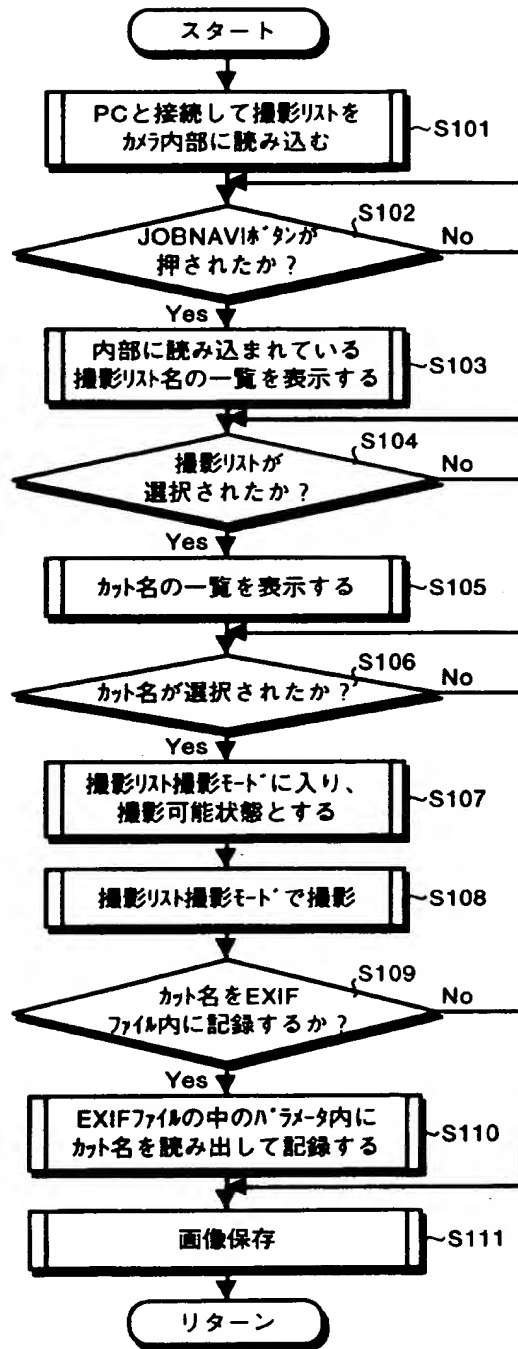 スタート
PCと接続して撮影リストを
カメラ内部に読み込む
S101
S102
JOBNAVIボタンが
押されたか?
No
Yes
内部に読み込まれている
撮影リスト名の一覧を表示する
S103
S104
撮影リストが
選択されたか?
No
Yes
カット名の一覧を表示する
S105
S106
カット名が選択されたか?
No
Yes
撮影リスト撮影モードに入り、
撮影可能状態とする
S107
撮影リスト撮影モードで撮影
S108
S109
カット名をEXIF
ファイル内に記録するか?
No
Yes
EXIFファイルの中のパラメータ内に
カット名を読み出して記録する
S110
画像保存
S111
リターン